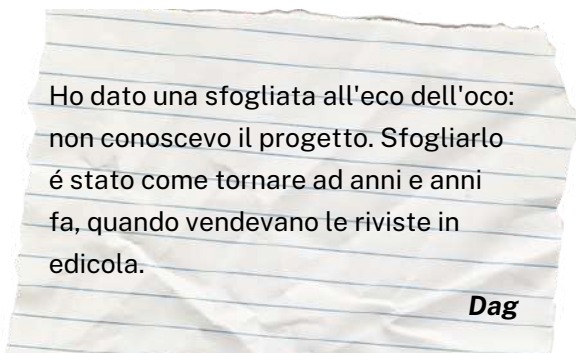 Ho dato una sfogliata all'eco dell'oco:
non conoscevo il progetto. Sfogliarlo
é stato come tornare ad anni e anni
fa, quando vendevano le riviste in
edicola.
Dag